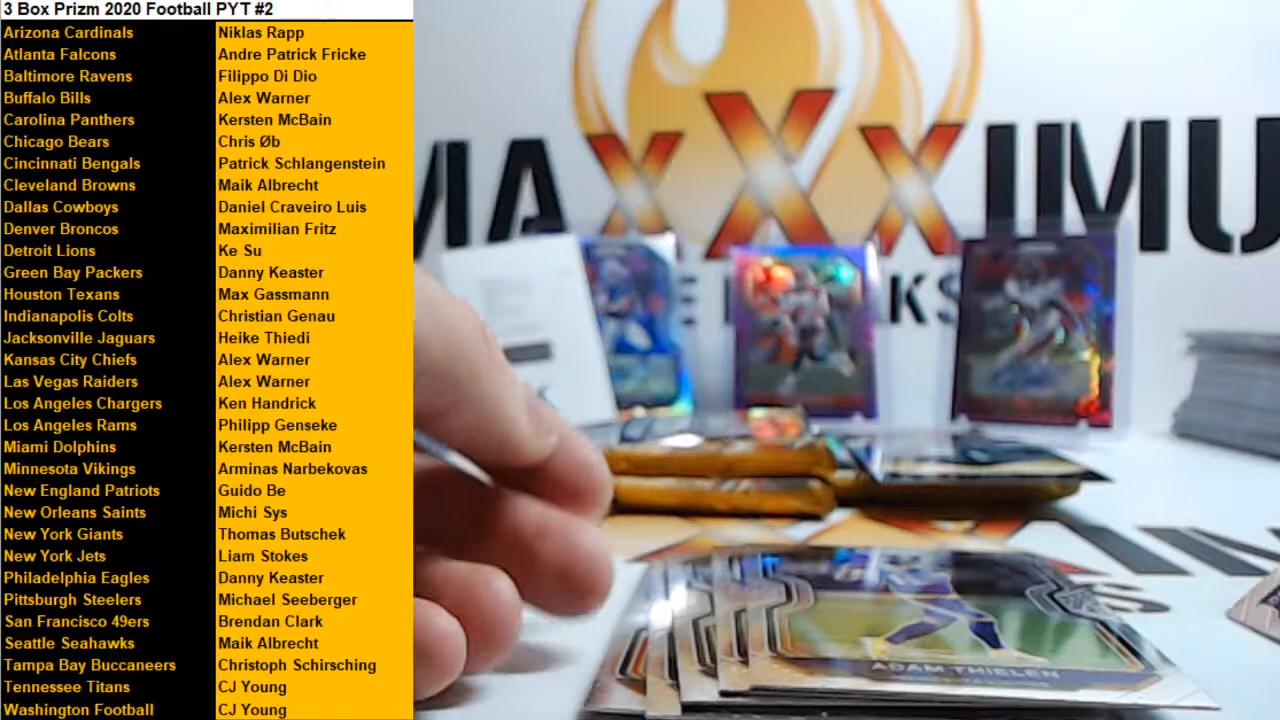 3 Box Prizm 2020 Football PYT #2
Arizona Cardinals Niklas Rapp
Atlanta Falcons Andre Patrick Fricke
Baltimore Ravens Filippo Di Dio
Buffalo Bills Alex Warner
Carolina Panthers Kersten McBain
Chicago Bears Chris Øb
Cincinnati Bengals Patrick Schlangenstein
Cleveland Browns Maik Albrecht
Dallas Cowboys Daniel Craveiro Luis
Denver Broncos Maximilian Fritz
Detroit Lions Ke Su
Green Bay Packers Danny Keaster
Houston Texans Max Gassmann
Indianapolis Colts Christian Genau
Jacksonville Jaguars Heike Thiedi
Kansas City Chiefs Alex Warner
Las Vegas Raiders Alex Warner
Los Angeles Chargers Ken Handrick
Los Angeles Rams Philipp Genseke
Miami Dolphins Kersten McBain
Minnesota Vikings Arminas Narbekovas
New England Patriots Guido Be
New Orleans Saints Michi Sys
New York Giants Thomas Butschek
New York Jets Liam Stokes
Philadelphia Eagles Danny Keaster
Pittsburgh Steelers Michael Seeberger
San Francisco 49ers Brendan Clark
Seattle Seahawks Maik Albrecht
Tampa Bay Buccaneers Christoph Schirsching
Tennessee Titans CJ Young
Washington Football CJ Young
MAXXXIMU
ADAM THIELEN